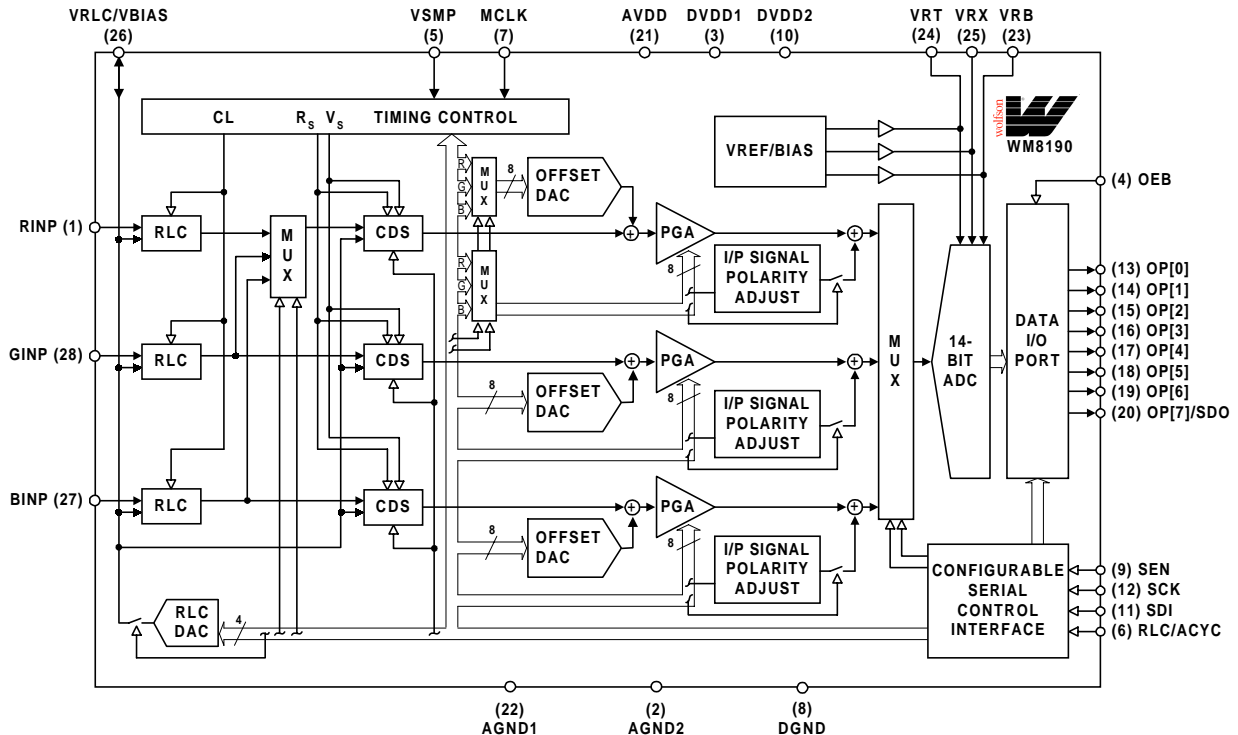 VRLC/VBIAS VSMP MCLK AVDD DVDD1 DVDD2 VRT VRX VRB
(26) (5) (7) (21) (3) (10) (24) (25) (23)
CL RS VS TIMING CONTROL
wolfson
WM8190
VREF/BIAS
R
G
B
MUX
8
OFFSET
DAC
(4) OEB
RINP (1)
RLC
MUX
CDS
+
PGA
8
I/P SIGNAL
POLARITY
ADJUST
+
R
G
B
MUX
GINP (28)
RLC
CDS
+
PGA
8
OFFSET
DAC
8
I/P SIGNAL
POLARITY
ADJUST
+
MUX
14-
BIT
ADC
DATA
I/O
PORT
(13) OP[0]
(14) OP[1]
(15) OP[2]
(16) OP[3]
(17) OP[4]
(18) OP[5]
(19) OP[6]
(20) OP[7]/SDO
BINP (27)
RLC
CDS
+
PGA
8
OFFSET
DAC
8
I/P SIGNAL
POLARITY
ADJUST
+
CONFIGURABLE
SERIAL
CONTROL
INTERFACE
(9) SEN
(12) SCK
(11) SDI
(6) RLC/ACYC
RLC
DAC
4
(22) (2) (8)
AGND1 AGND2 DGND